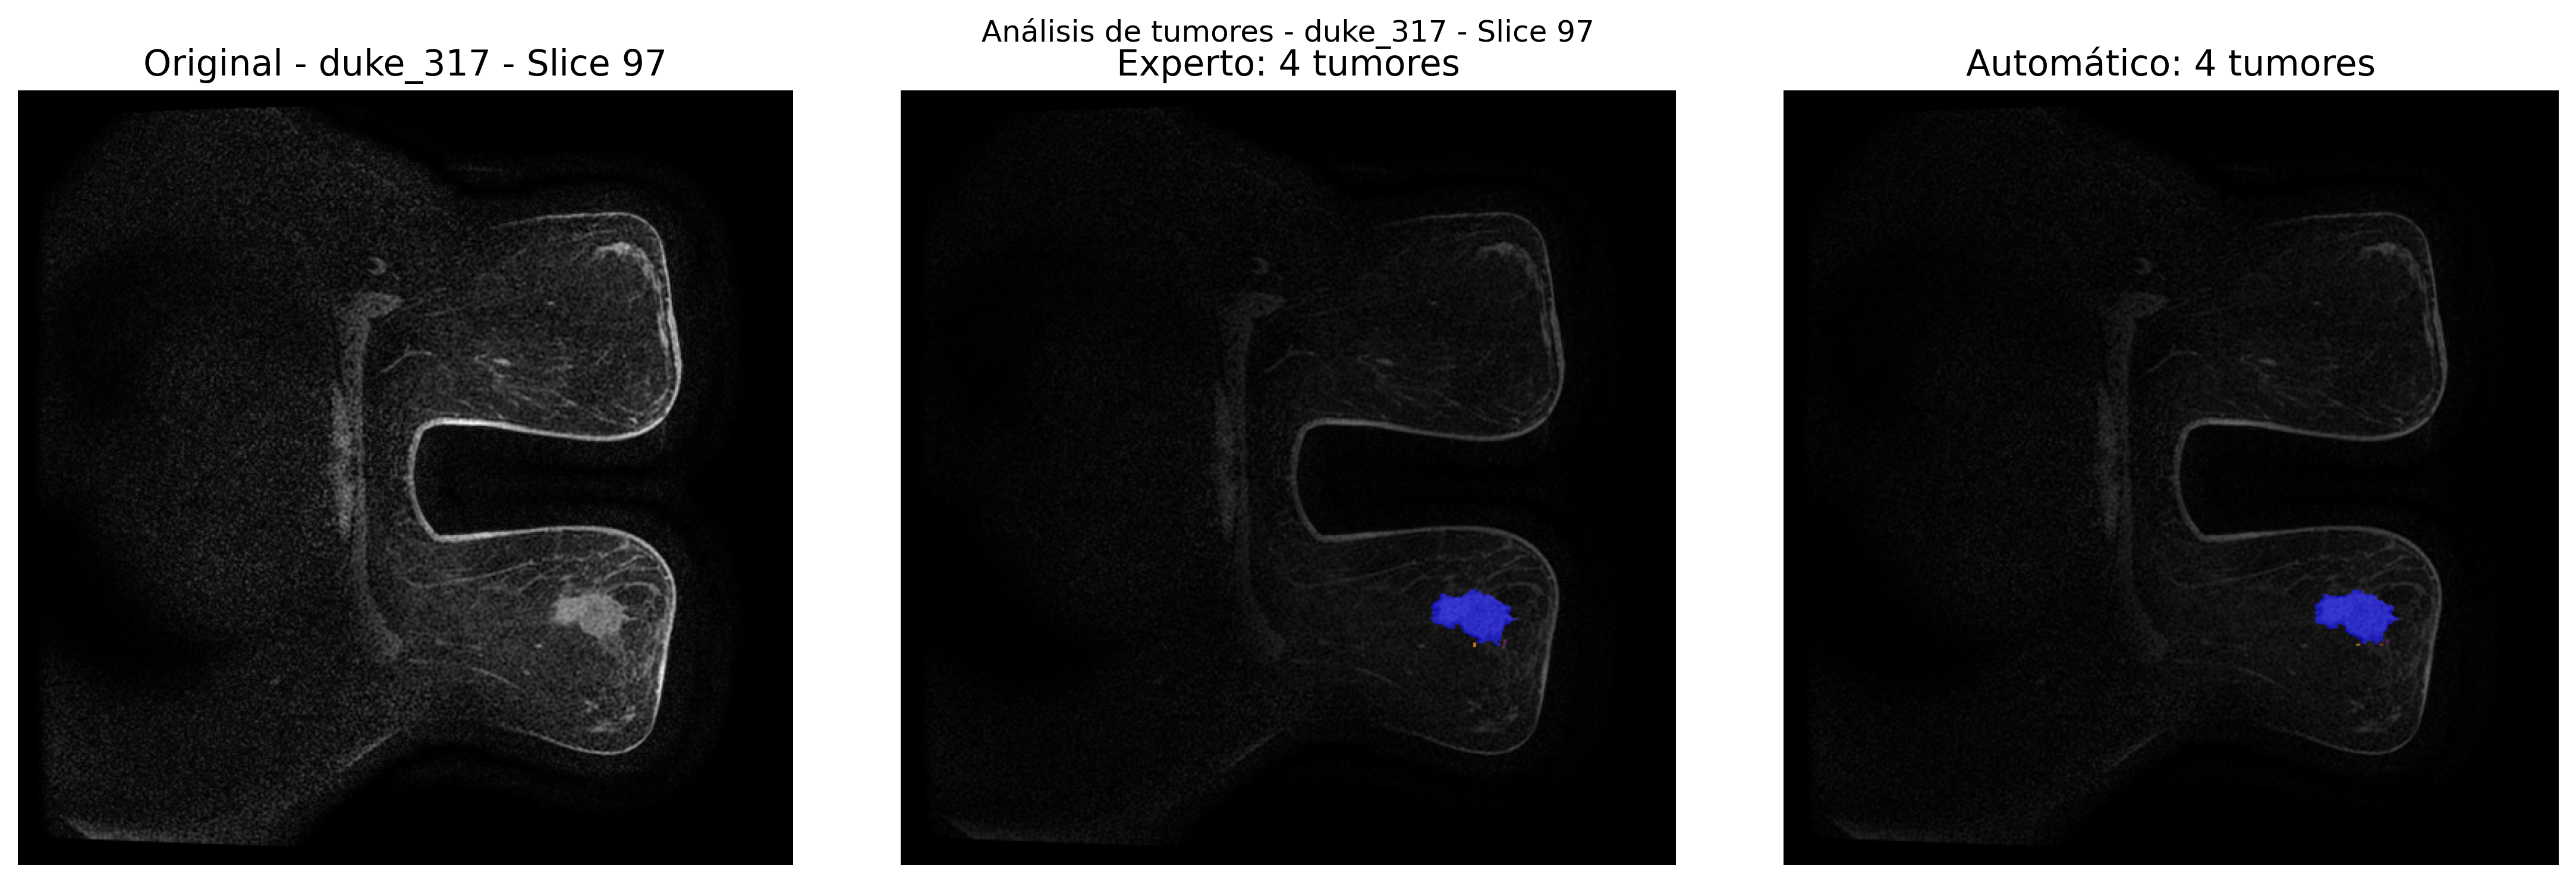 Análisis de tumores - duke_317 - Slice 97
Original - duke_317 - Slice 97
Experto: 4 tumores
Automático: 4 tumores